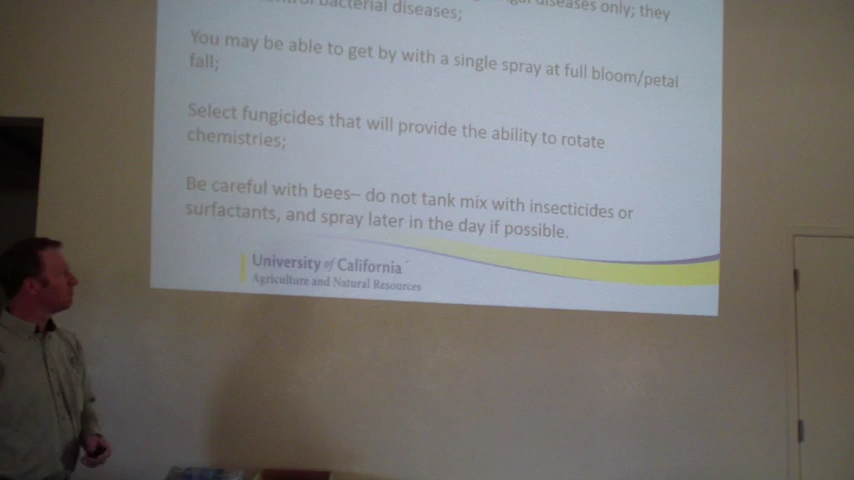 diseases only; they
bacterial diseases;
You may be able to get by with a single spray at full bloom/petal
fall;
Select fungicides that will provide the ability to rotate
chemistries;
Be careful with bees– do not tank mix with insecticides or
surfactants, and spray later in the day if possible.
University of California
Agriculture and Natural Resources